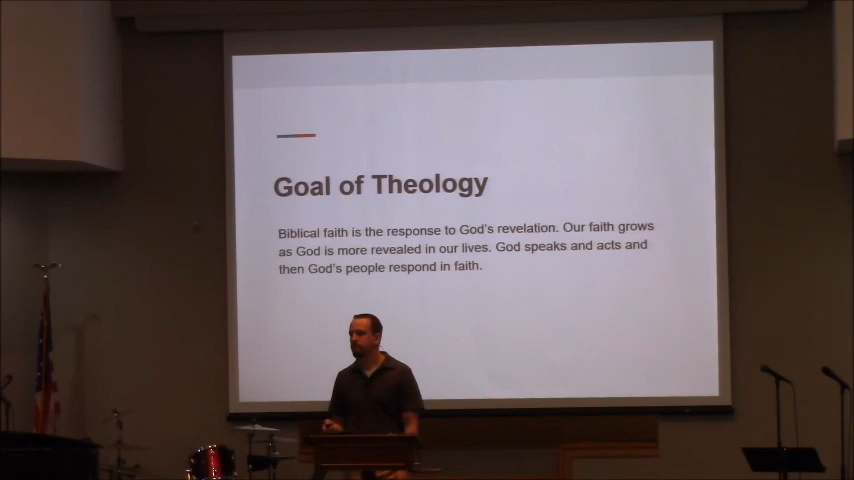 Goal of Theology
Biblical faith is the response to God's revelation. Our faith grows
as God is more revealed in our lives. God speaks and acts and
then God's people respond in faith.